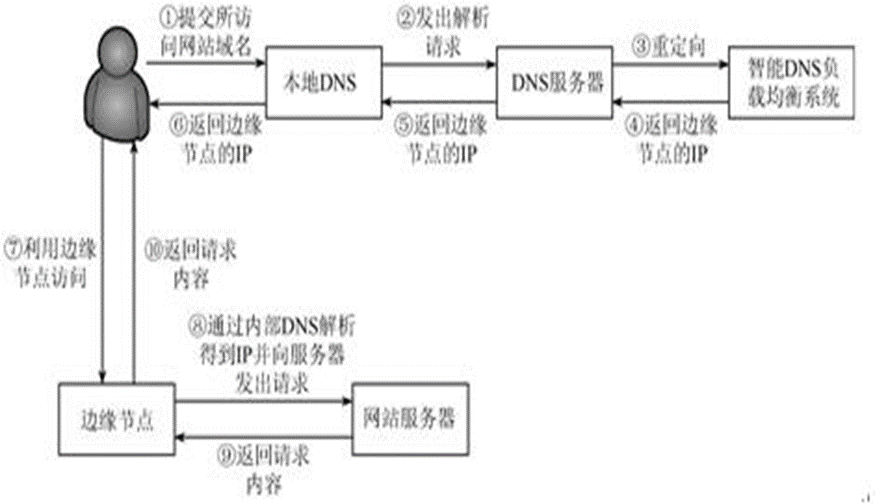 ①提交所访
问网站域名
②发出解析
请求
③重定向
本地DNS
DNS服务器
智能DNS负
载均衡系统
⑥返回边缘
节点的IP
⑤返回边缘
节点的IP
④返回边缘
节点的IP
⑦利用边缘
节点访问
⑩返回请求
内容
⑧通过内部DNS解析
得到IP并向服务器
发出请求
边缘节点
网站服务器
⑨返回请求
内容